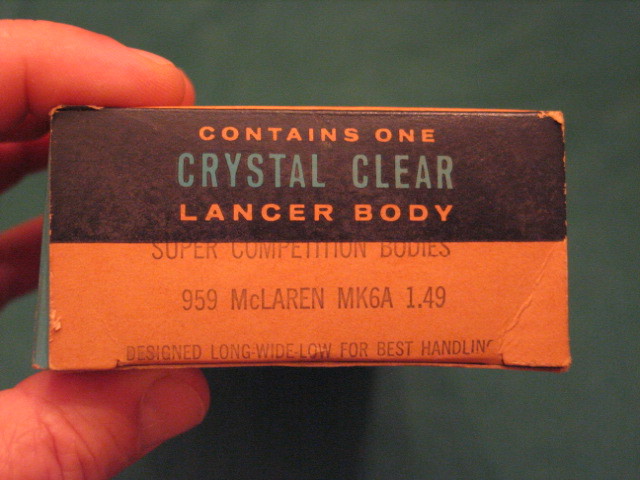 CONTAINS ONE
CRYSTAL CLEAR
LANCER BODY
SUPER COMPETITION BODIES
959 McLAREN MK6A 1.49
DESIGNED LONG-WIDE-LOW FOR BEST HANDLING